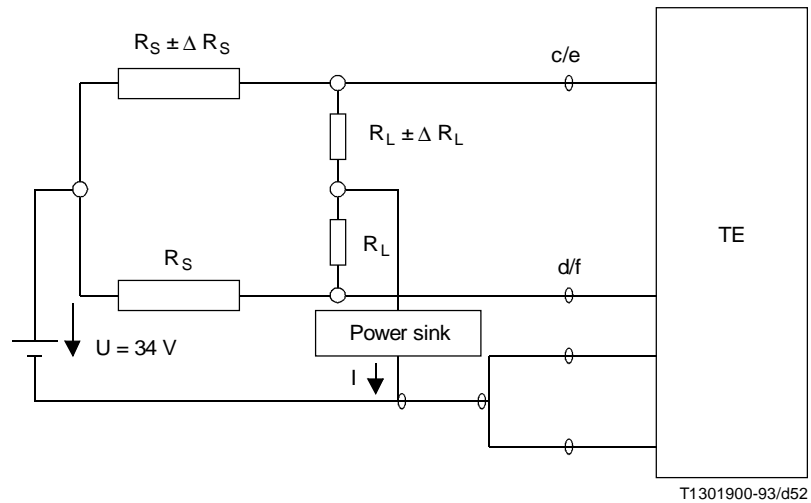 R_S ± Δ R_S
c/e
R_L ± Δ R_L
R_L
TE
R_S
d/f
U = 34 V
Power sink
I
T1301900-93/d52